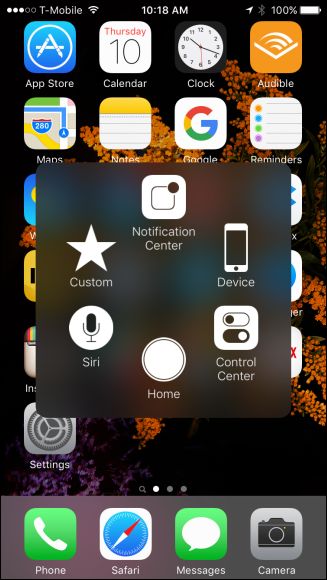 T-Mobile 10:18 AM 100%
Thursday
10
App Store Calendar Clock Audible
280
Maps Notes Google Reminders
Notification
Center
Custom Device
Siri Control
Center
Home
Settings
Phone Safari Messages Camera